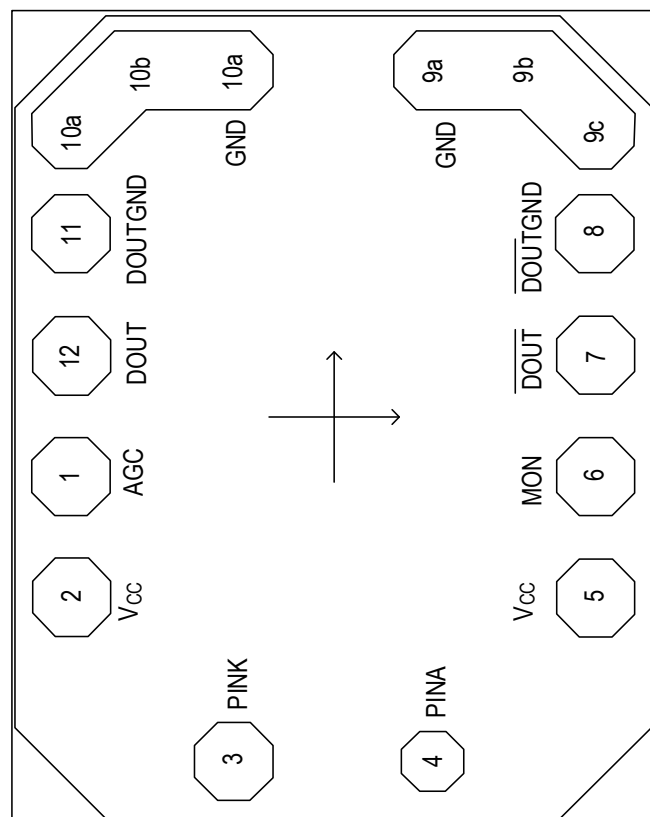 2 1 12 11 10a
Vcc AGC DOUT DOUTGND 10b
3 PINK GND 10a
4 PINA GND 9a
Vcc MON DOUT DOUTGND 9b
5 6 7 8 9c